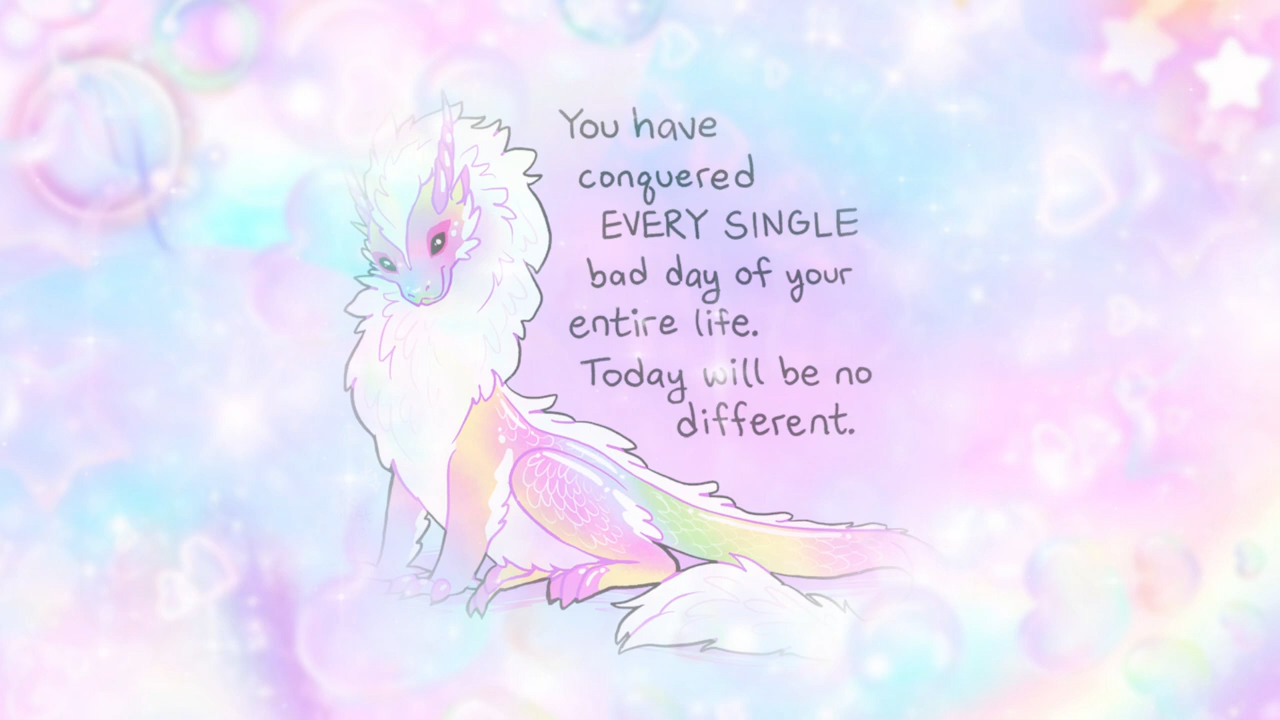 You have
conquered
EVERY SINGLE
bad day of your
entire life.
Today will be no
different.